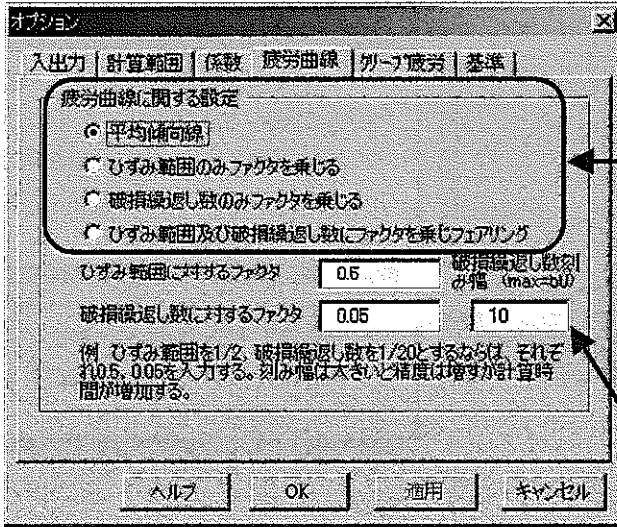 オプション
入出力 計算範囲 係数 疲労曲線 クリープ疲労 基準
疲労曲線に関する設定
平均傾向線
ひずみ範囲のみファクタを乗じる
破損繰返し数のみファクタを乗じる
ひずみ範囲及び破損繰返し数にファクタを乗じフェアリング
ひずみ範囲に対するファクタ 0.5 破損繰返し数刻
み幅 (max=50)
破損繰返し数に対するファクタ 0.05 10
例 ひずみ範囲を1/2、破損繰返し数を1/20とするならば、それぞ
れ0.5、0.05を入力する。刻み幅は大きいと精度は増すが計算時
間が増加する。
ヘルプ OK 適用 キャンセル